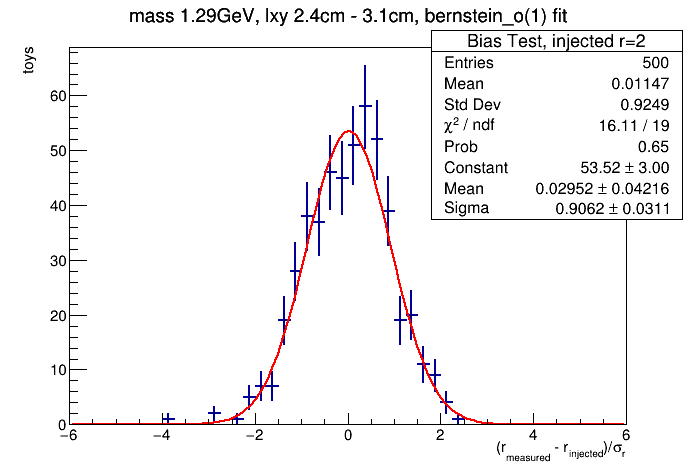 mass 1.29GeV, lxy 2.4cm - 3.1cm, bernstein_o(1) fit
Bias Test, injected r=2
Entries 500
Mean 0.01147
Std Dev 0.9249
χ² / ndf 16.11 / 19
Prob 0.65
Constant 53.52 ± 3.00
Mean 0.02952 ± 0.04216
Sigma 0.9062 ± 0.0311
toys
60
50
40
30
20
10
0
−6 −4 −2 0 2 4 6
(r_measured - r_injected)/σ_r